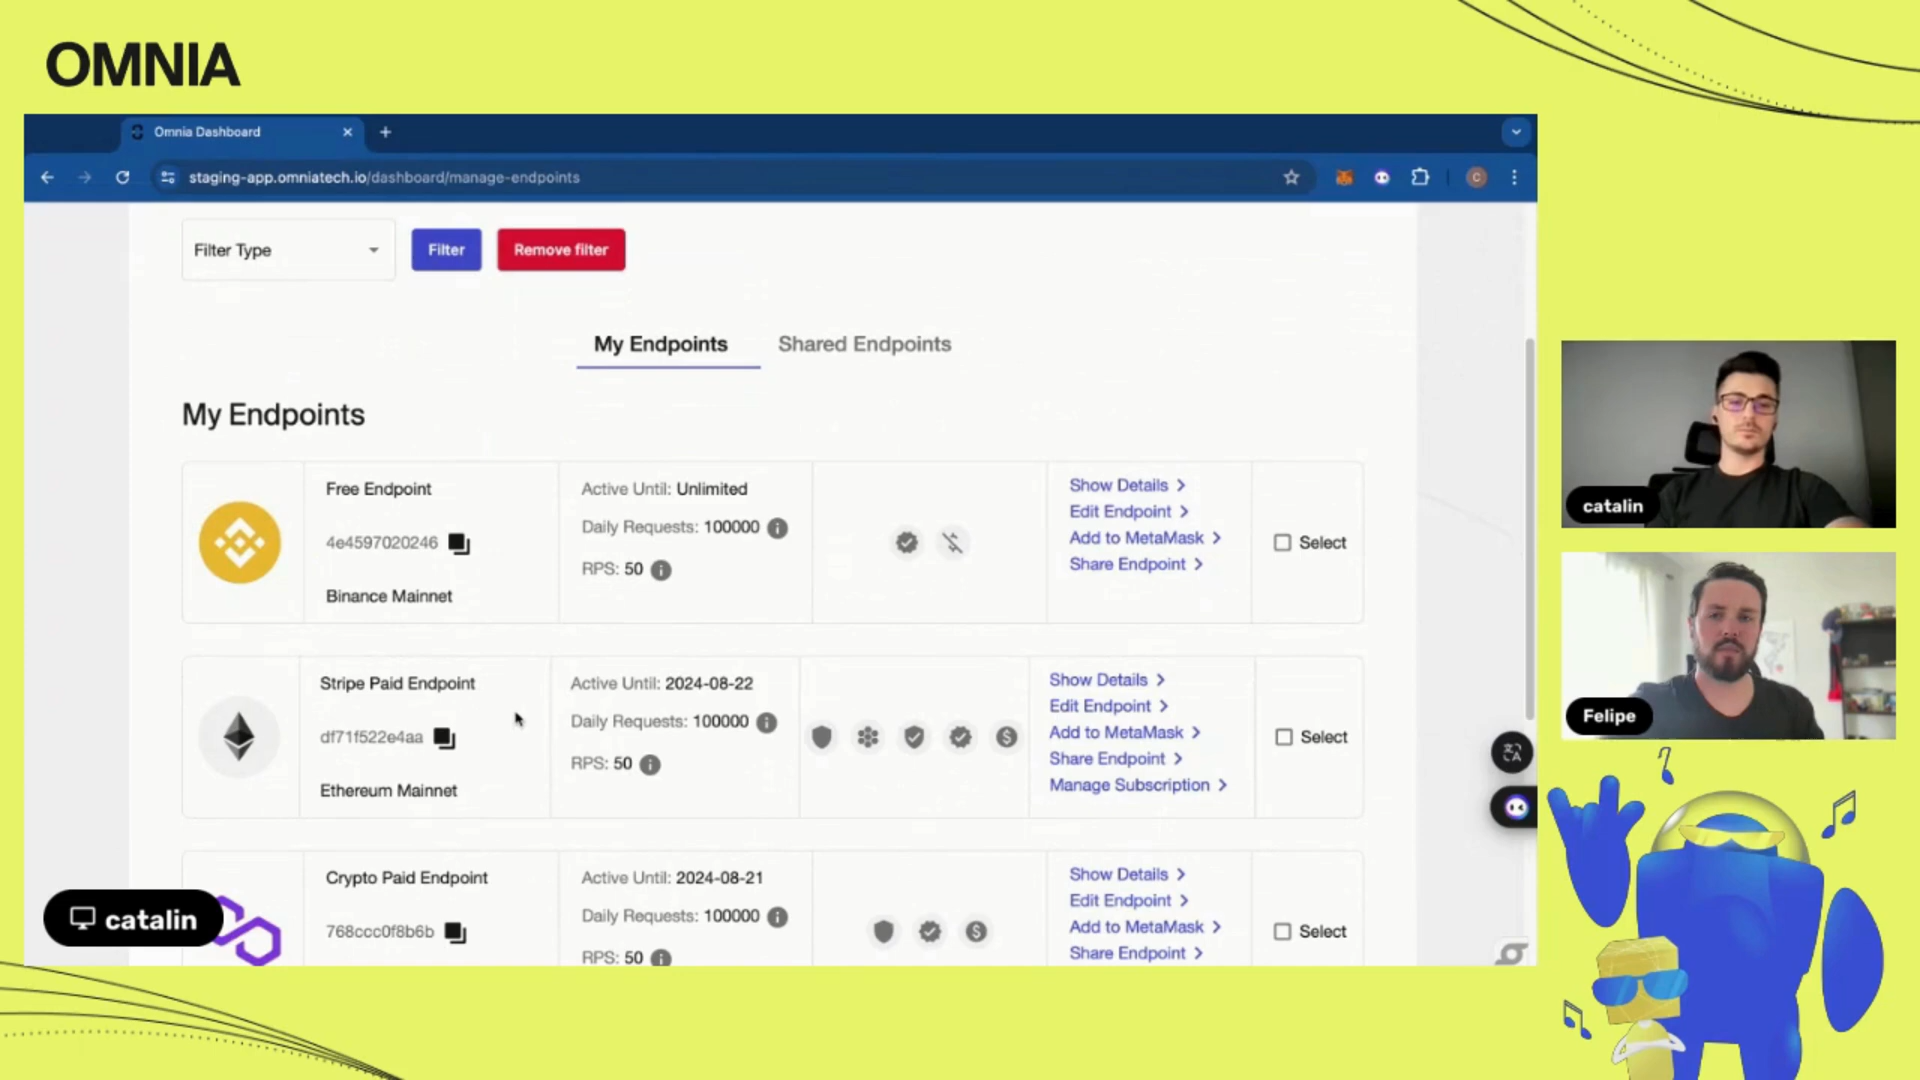 OMNIA
Omnia Dashboard
staging-app.omniatech.io/dashboard/manage-endpoints
C
Filter Type
Filter
Remove filter
My Endpoints
Shared Endpoints
My Endpoints
Free Endpoint
4e4597020246
Binance Mainnet
Active Until: Unlimited
Daily Requests: 100000
RPS: 50
Show Details
Edit Endpoint
Add to MetaMask
Share Endpoint
Select
Stripe Paid Endpoint
df71f522e4aa
Ethereum Mainnet
Active Until: 2024-08-22
Daily Requests: 100000
RPS: 50
Show Details
Edit Endpoint
Add to MetaMask
Share Endpoint
Manage Subscription
Select
Crypto Paid Endpoint
768ccc0f8b6b
Active Until: 2024-08-21
Daily Requests: 100000
RPS: 50
Show Details
Edit Endpoint
Add to MetaMask
Share Endpoint
Select
catalin
catalin
Felipe